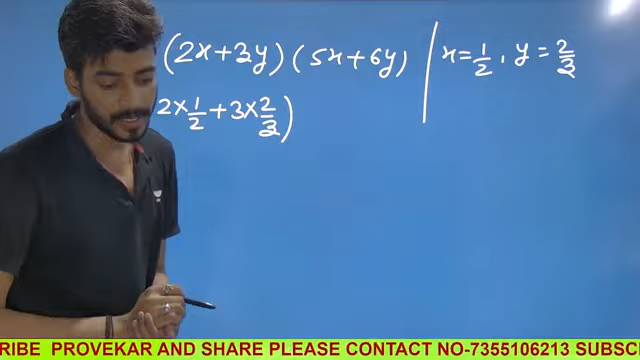 (2x+3y) (5x+6y) | x=1/2, y=2/3
2×1/2+3×2/3)
RIBE PROVEKAR AND SHARE PLEASE CONTACT NO-7355106213 SUBSC